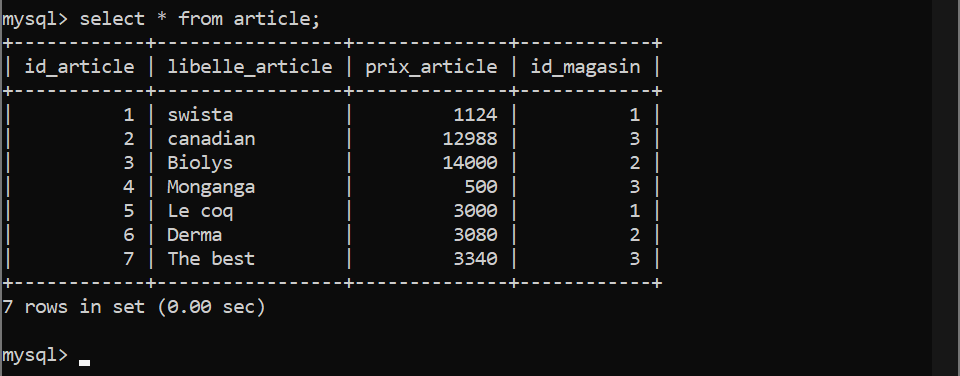 mysql> select * from article;
+------------+-----------------+--------------+------------+
| id_article | libelle_article | prix_article | id_magasin |
+------------+-----------------+--------------+------------+
|          1 | swista          |         1124 |          1 |
|          2 | canadian        |        12988 |          3 |
|          3 | Biolys          |        14000 |          2 |
|          4 | Monganga        |          500 |          3 |
|          5 | Le coq          |         3000 |          1 |
|          6 | Derma           |         3080 |          2 |
|          7 | The best        |         3340 |          3 |
+------------+-----------------+--------------+------------+
7 rows in set (0.00 sec)
mysql>